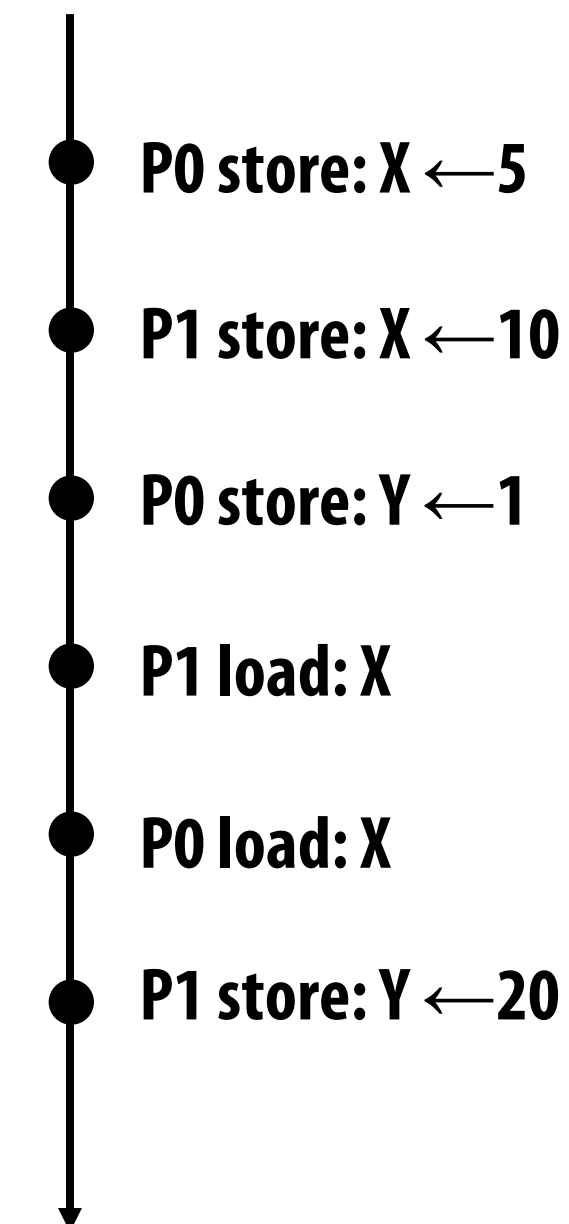 P0 store: X ←5
P1 store: X ←10
P0 store: Y ←1
P1 load: X
P0 load: X
P1 store: Y ←20